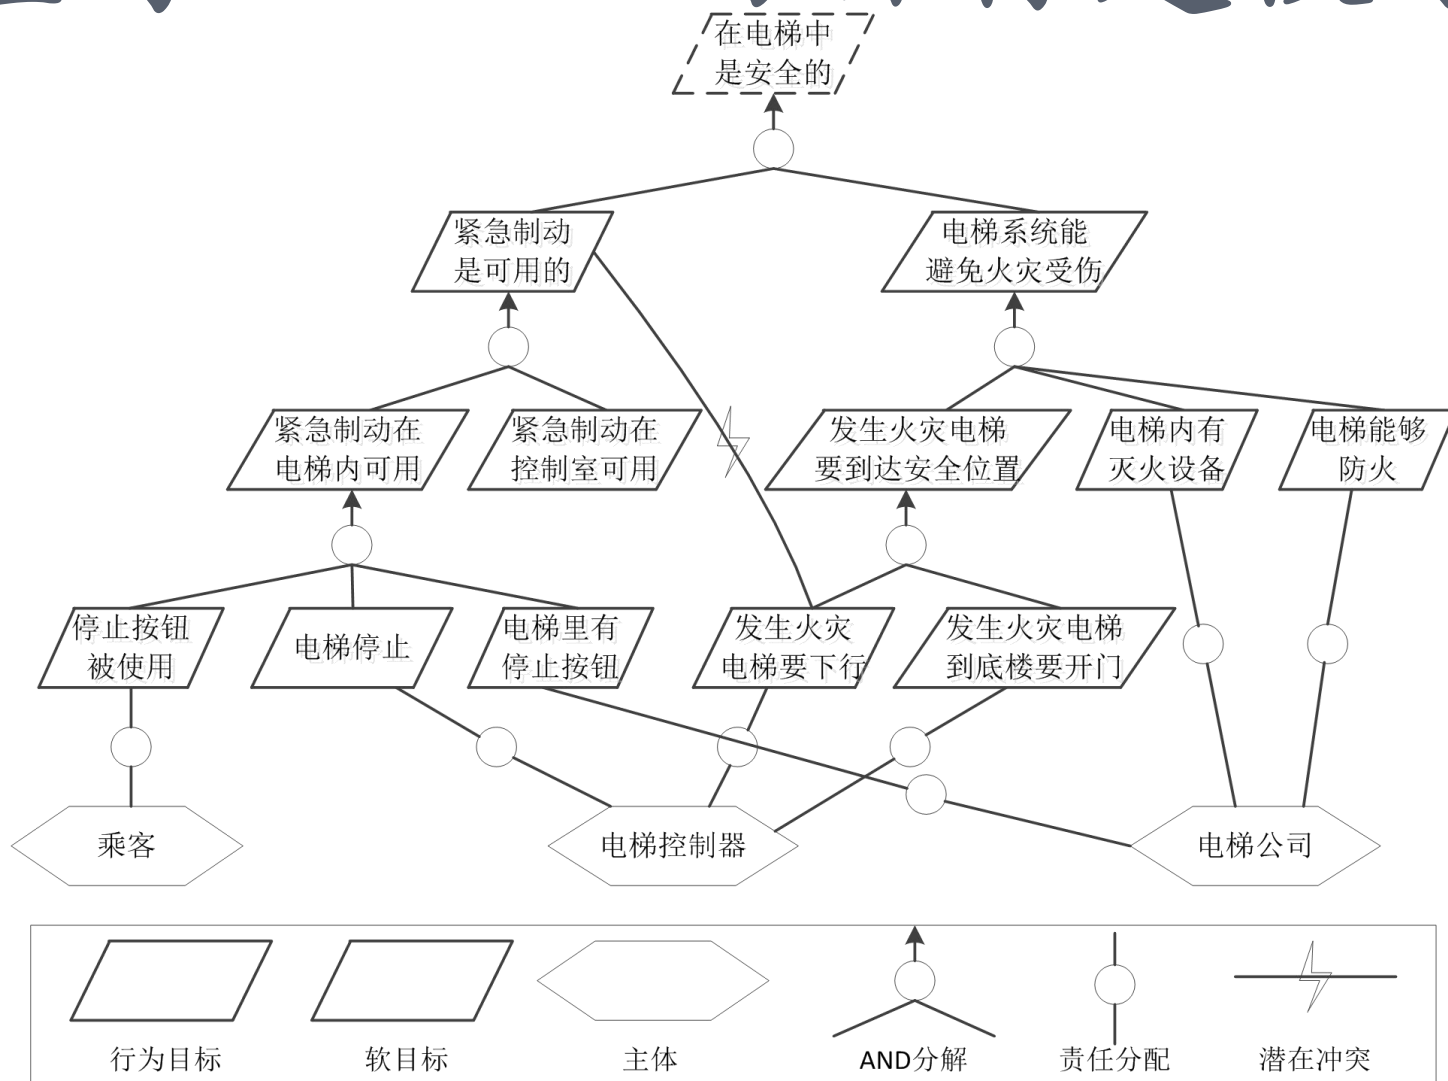 在电梯中
是安全的
紧急制动
是可用的
电梯系统能
避免火灾受伤
紧急制动在
电梯内可用
紧急制动在
控制室可用
发生火灾电梯
要到达安全位置
电梯内有
灭火设备
电梯能够
防火
停止按钮
被使用
电梯停止
电梯里有
停止按钮
发生火灾
电梯要下行
发生火灾电梯
到底楼要开门
乘客
电梯控制器
电梯公司
行为目标
软目标
主体
AND分解
责任分配
潜在冲突